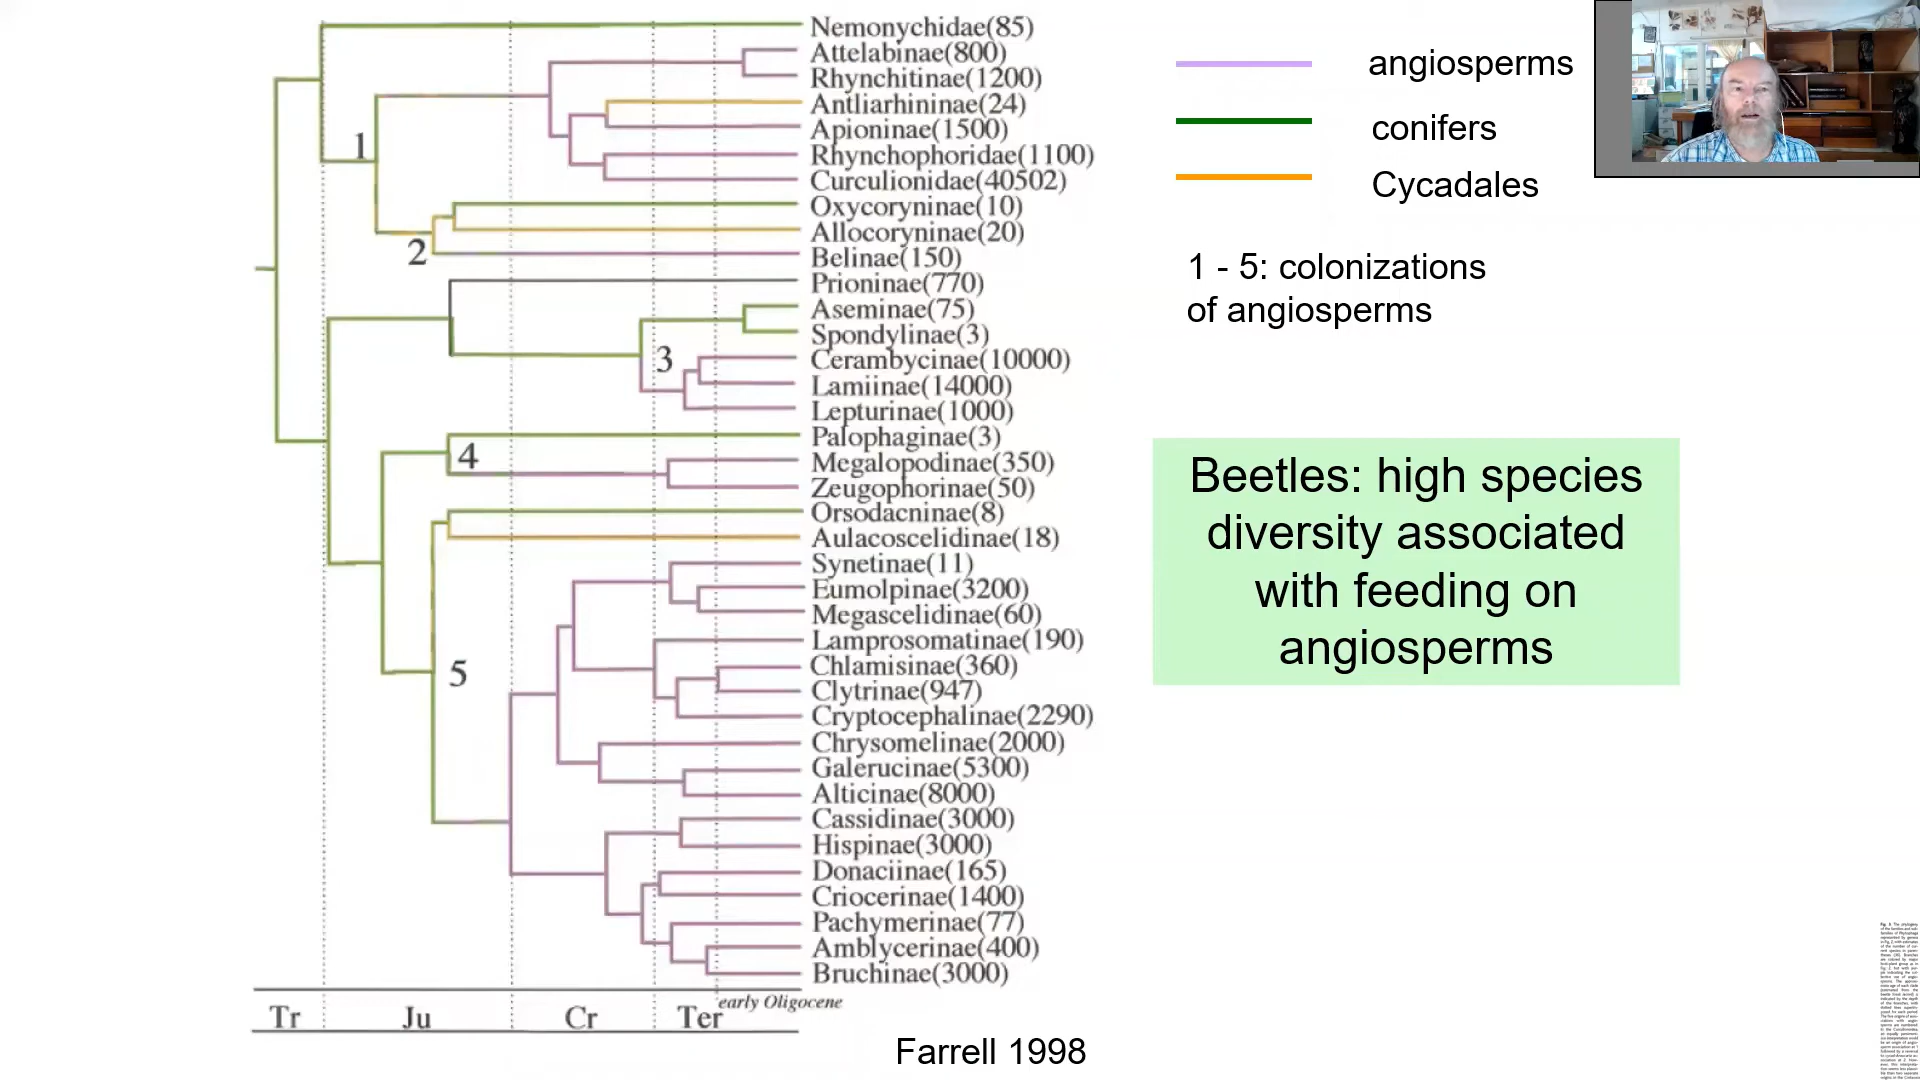 Nemonychidae(85)
Attelabinae(800)
Rhynchitinae(1200)
Antliarhininae(24)
Apioninae(1500)
Rhynchophoridae(1100)
Curculionidae(40502)
Oxycoryninae(10)
Allocoryninae(20)
Belinae(150)
Prioninae(770)
Aseminae(75)
Spondylinae(3)
Cerambycinae(10000)
Lamiinae(14000)
Lepturinae(1000)
Palophaginae(3)
Megalopodinae(350)
Zeugophorinae(50)
Orsodacninae(8)
Aulacoscelidinae(18)
Synetinae(11)
Eumolpinae(3200)
Megascelidinae(60)
Lamprosomatinae(190)
Chlamisinae(360)
Clytrinae(947)
Cryptocephalinae(2290)
Chrysomelinae(2000)
Galerucinae(5300)
Alticinae(8000)
Cassidinae(3000)
Hispinae(3000)
Donaciinae(165)
Criocerinae(1400)
Pachymerinae(77)
Amblycerinae(400)
Bruchinae(3000)
1
2
3
4
5
early Oligocene
Tr Ju Cr Ter
Farrell 1998
angiosperms
conifers
Cycadales
1 - 5: colonizations
of angiosperms
Beetles: high species
diversity associated
with feeding on
angiosperms